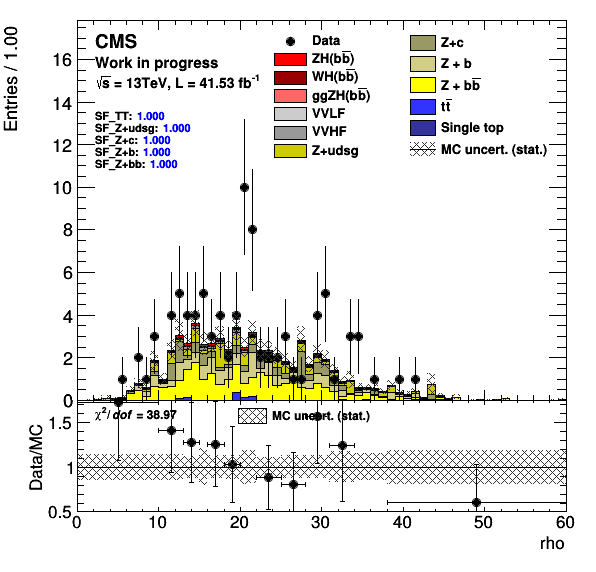 Entries / 1.00
16
14
12
10
8
6
4
2
0
CMS
Work in progress
√s = 13TeV, L = 41.53 fb⁻¹
SF_TT: 1.000
SF_Z+udsg: 1.000
SF_Z+c: 1.000
SF_Z+b: 1.000
SF_Z+bb: 1.000
Data
ZH(bb̅)
WH(bb̅)
ggZH(bb̅)
VVLF
VVHF
Z+udsg
Z+c
Z + b
Z + bb̅
tt̅
Single top
MC uncert. (stat.)
Data/MC
1.5
1
0.5
χ²/dof = 38.97
MC uncert. (stat.)
0 10 20 30 40 50 60
rho